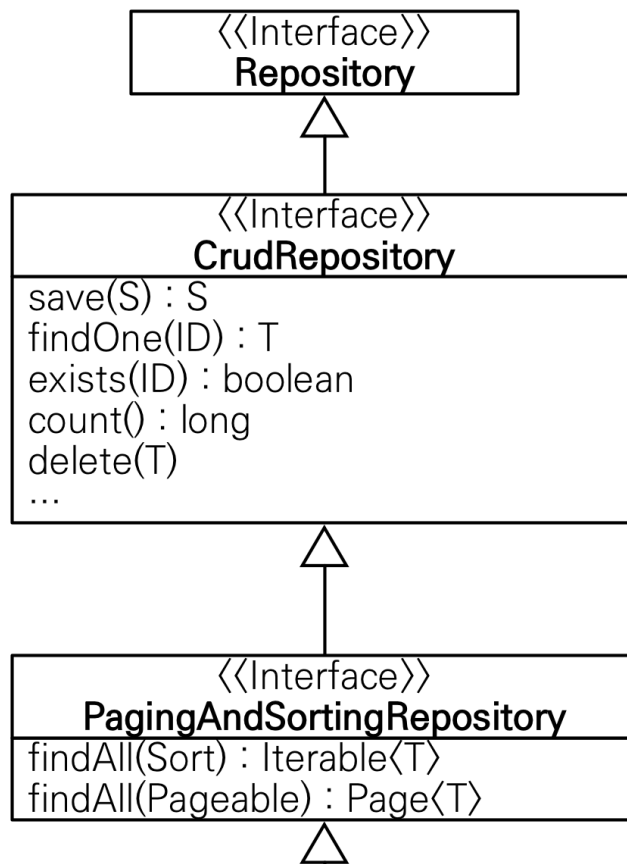 〈〈Interface〉〉
Repository
〈〈Interface〉〉
CrudRepository
save(S) : S
findOne(ID) : T
exists(ID) : boolean
count() : long
delete(T)
...
〈〈Interface〉〉
PagingAndSortingRepository
findAll(Sort) : Iterable〈T〉
findAll(Pageable) : Page〈T〉